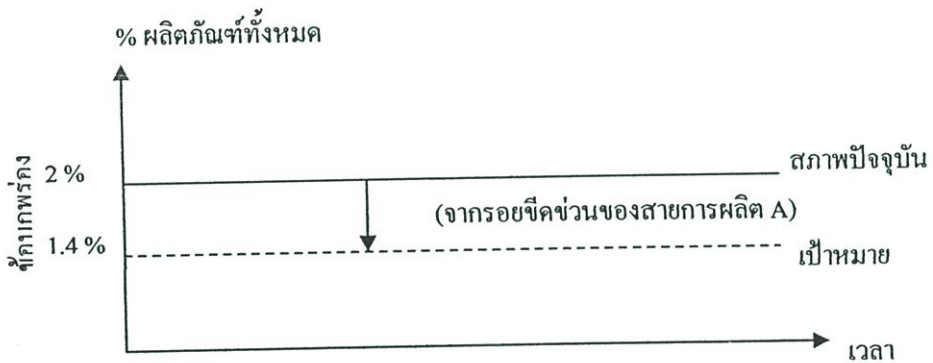 % ผลิตภัณฑ์ทั้งหมด
ข้อบกพร่อง
2 %
สภาพปัจจุบัน
(จากรอยขีดข่วนของสายการผลิต A)
1.4 %
เป้าหมาย
เวลา